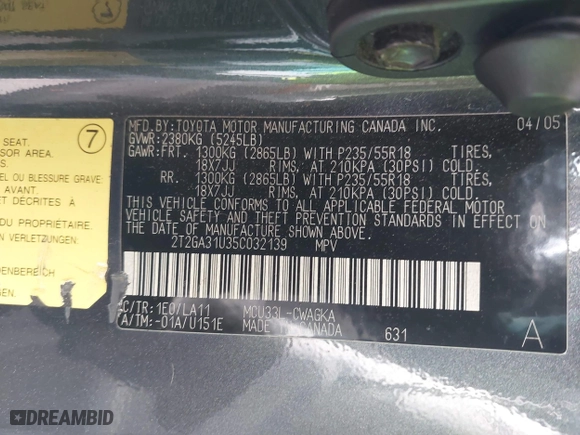 7
SEAT.
SOR AREA.
EL OU BLESSURE GRAVE.
T AVANT.
DÉCRITES À
DU PROPRIÉTAIRE.
VERLETZUNGEN.
DENBEREICH.
MFD.BY:TOYOTA MOTOR MANUFACTURING CANADA INC. 04/05
GVWR:2380KG (5245LB)
GAWR:FRT. 1300KG (2865LB) WITH P235/55R18 TIRES,
18X7JJ RIMS, AT 210KPA (30PSI) COLD.
RR. 1300KG (2865LB) WITH P235/55R18 TIRES,
18X7JJ RIMS, AT 210KPA (30PSI) COLD.
THIS VEHICLE CONFORMS TO ALL APPLICABLE FEDERAL MOTOR
VEHICLE SAFETY AND THEFT PREVENTION STANDARDS IN EFFECT ON
THE DATE OF MANUFACTURE SHOWN ABOVE.
2T2GA31U35C032139 MPV
C/TR:1E0/LA11 MCU33L-CWAGKA
A/TM:-01A/U151E MADE IN CANADA 631 A
DREAMBID